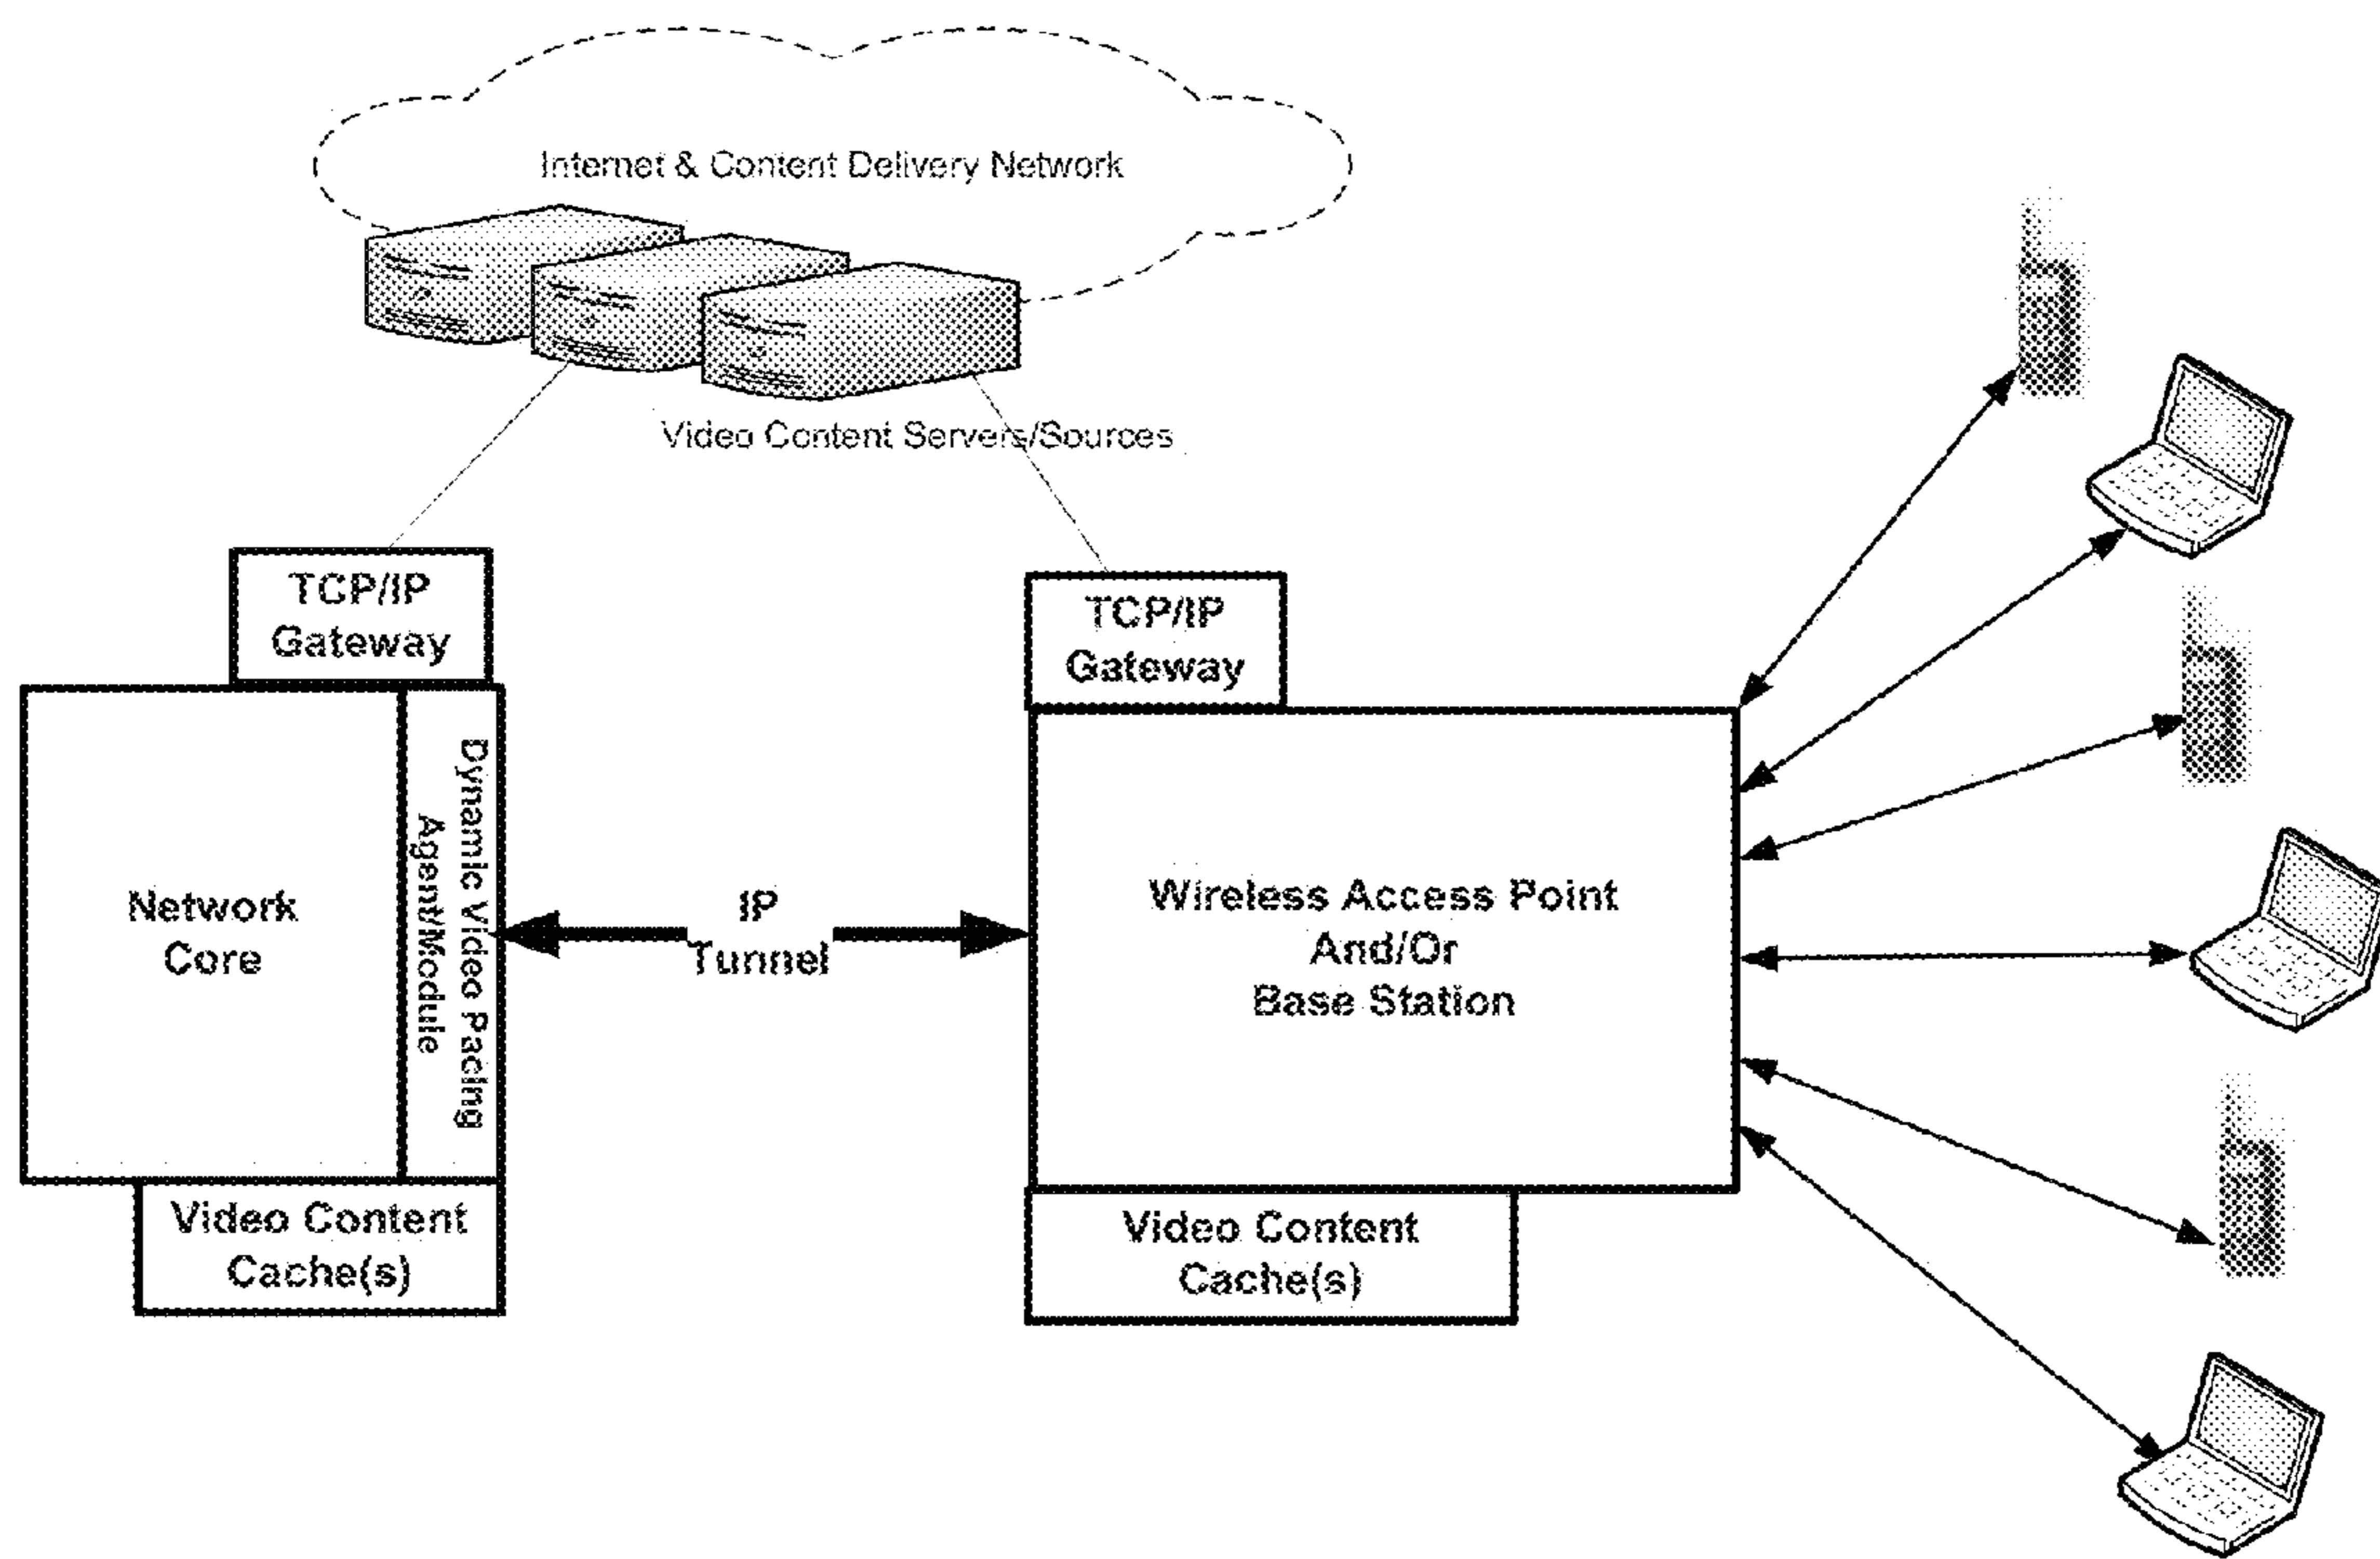 Internet & Content Delivery Network
Video Content Servers/Sources
TCP/IP
Gateway
TCP/IP
Gateway
Network
Core
Dynamic Video Pacing
Agent/Module
IP
Tunnel
Wireless Access Point
And/Or
Base Station
Video Content
Cache(s)
Video Content
Cache(s)